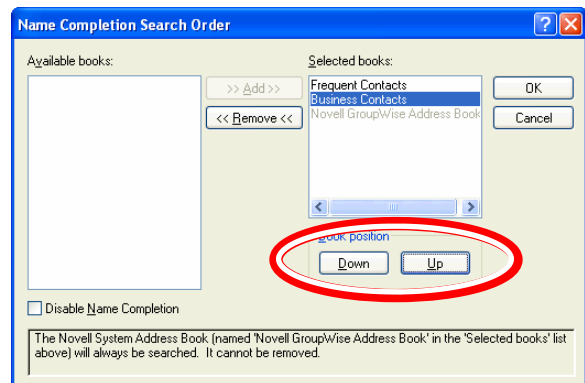 Name Completion Search Order
Available books:
Selected books:
>> Add >>
<< Remove <<
Frequent Contacts
Business Contacts
Novell GroupWise Address Book
OK
Cancel
Book position
Down
Up
Disable Name Completion
The Novell System Address Book (named 'Novell GroupWise Address Book' in the 'Selected books' list
above) will always be searched. It cannot be removed.